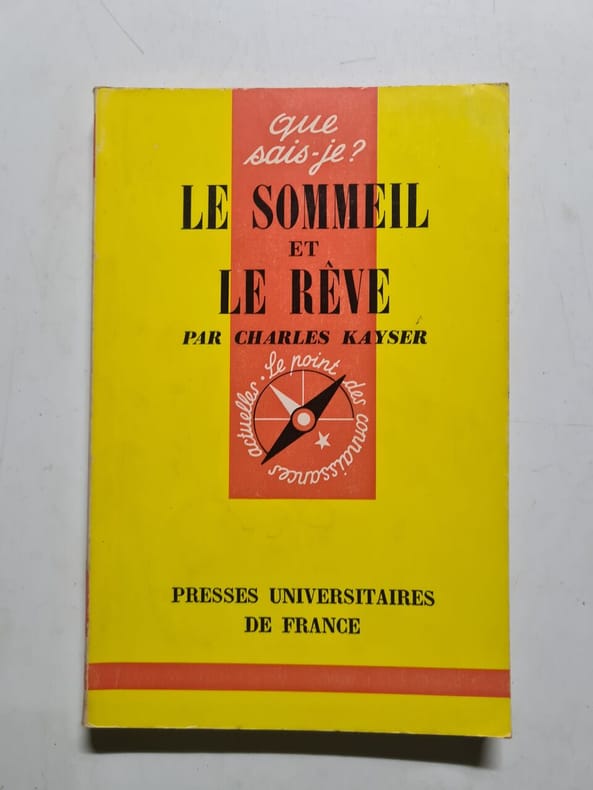 que
sais-je?
LE SOMMEIL
ET
LE RÊVE
PAR CHARLES KAYSER
Le point des connaissances actuelles.
PRESSES UNIVERSITAIRES
DE FRANCE